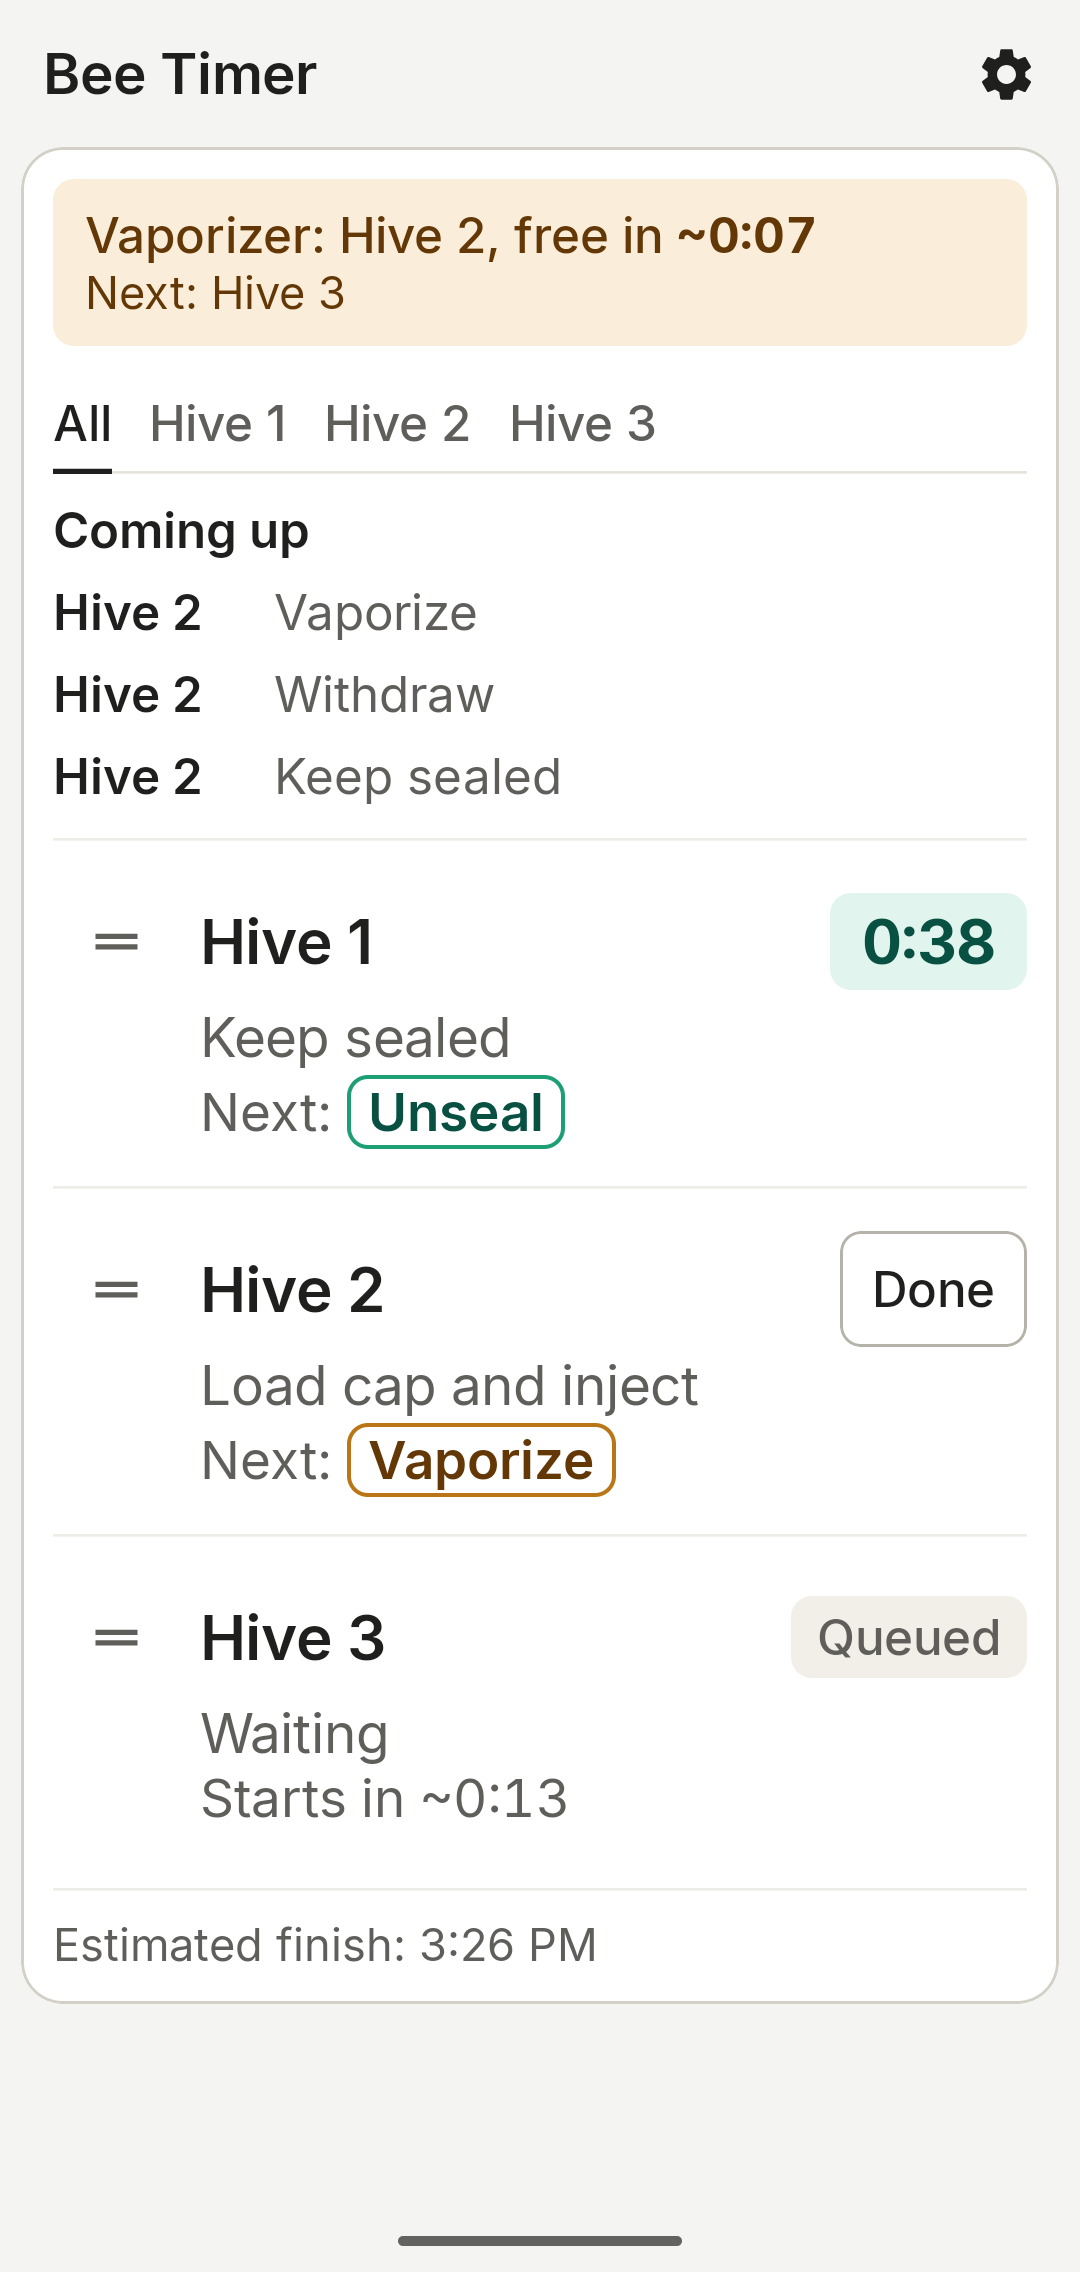 Bee Timer
Vaporizer: Hive 2, free in ~0:07
Next: Hive 3
All Hive 1 Hive 2 Hive 3
Coming up
Hive 2 Vaporize
Hive 2 Withdraw
Hive 2 Keep sealed
Hive 1 0:38
Keep sealed
Next: Unseal
Hive 2 Done
Load cap and inject
Next: Vaporize
Hive 3 Queued
Waiting
Starts in ~0:13
Estimated finish: 3:26 PM